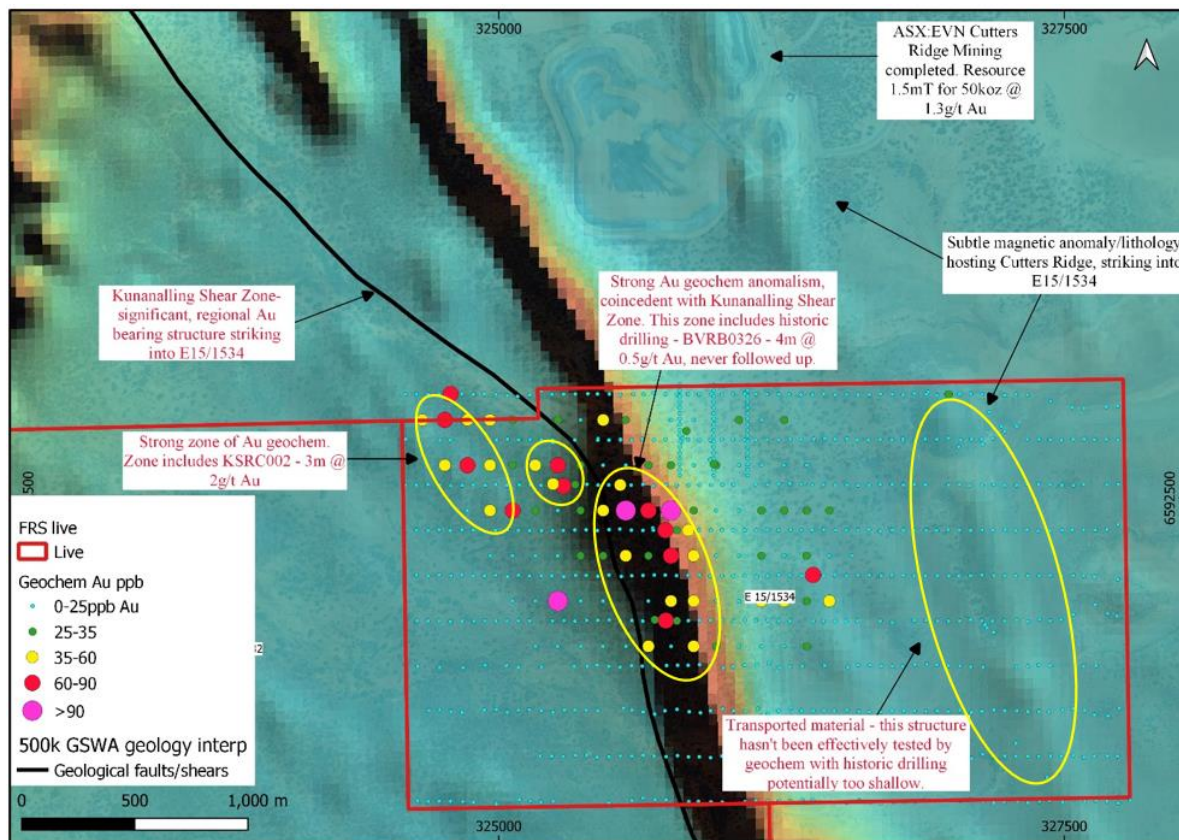 325000
327500
ASX:EVN Cutters
Ridge Mining
completed. Resource
1.5mT for 50koz @
1.3g/t Au
Subtle magnetic anomaly/lithology
hosting Cutters Ridge, striking into
E15/1534
Kunanalling Shear Zone-
significant, regional Au
bearing structure striking
into E15/1534
Strong Au geochem anomalism,
coincedent with Kunanalling Shear
Zone. This zone includes historic
drilling - BVRB0326 - 4m @
0.5g/t Au, never followed up.
Strong zone of Au geochem.
Zone includes KSRC002 - 3m @
2g/t Au
500
6592500
E 15/1534
Transported material - this structure
hasn't been effectively tested by
geochem with historic drilling
potentially too shallow.
FRS live
Live
Geochem Au ppb
0-25ppb Au
25-35
35-60
60-90
>90
500k GSWA geology interp
Geological faults/shears
0 500 1,000 m
325000
327500